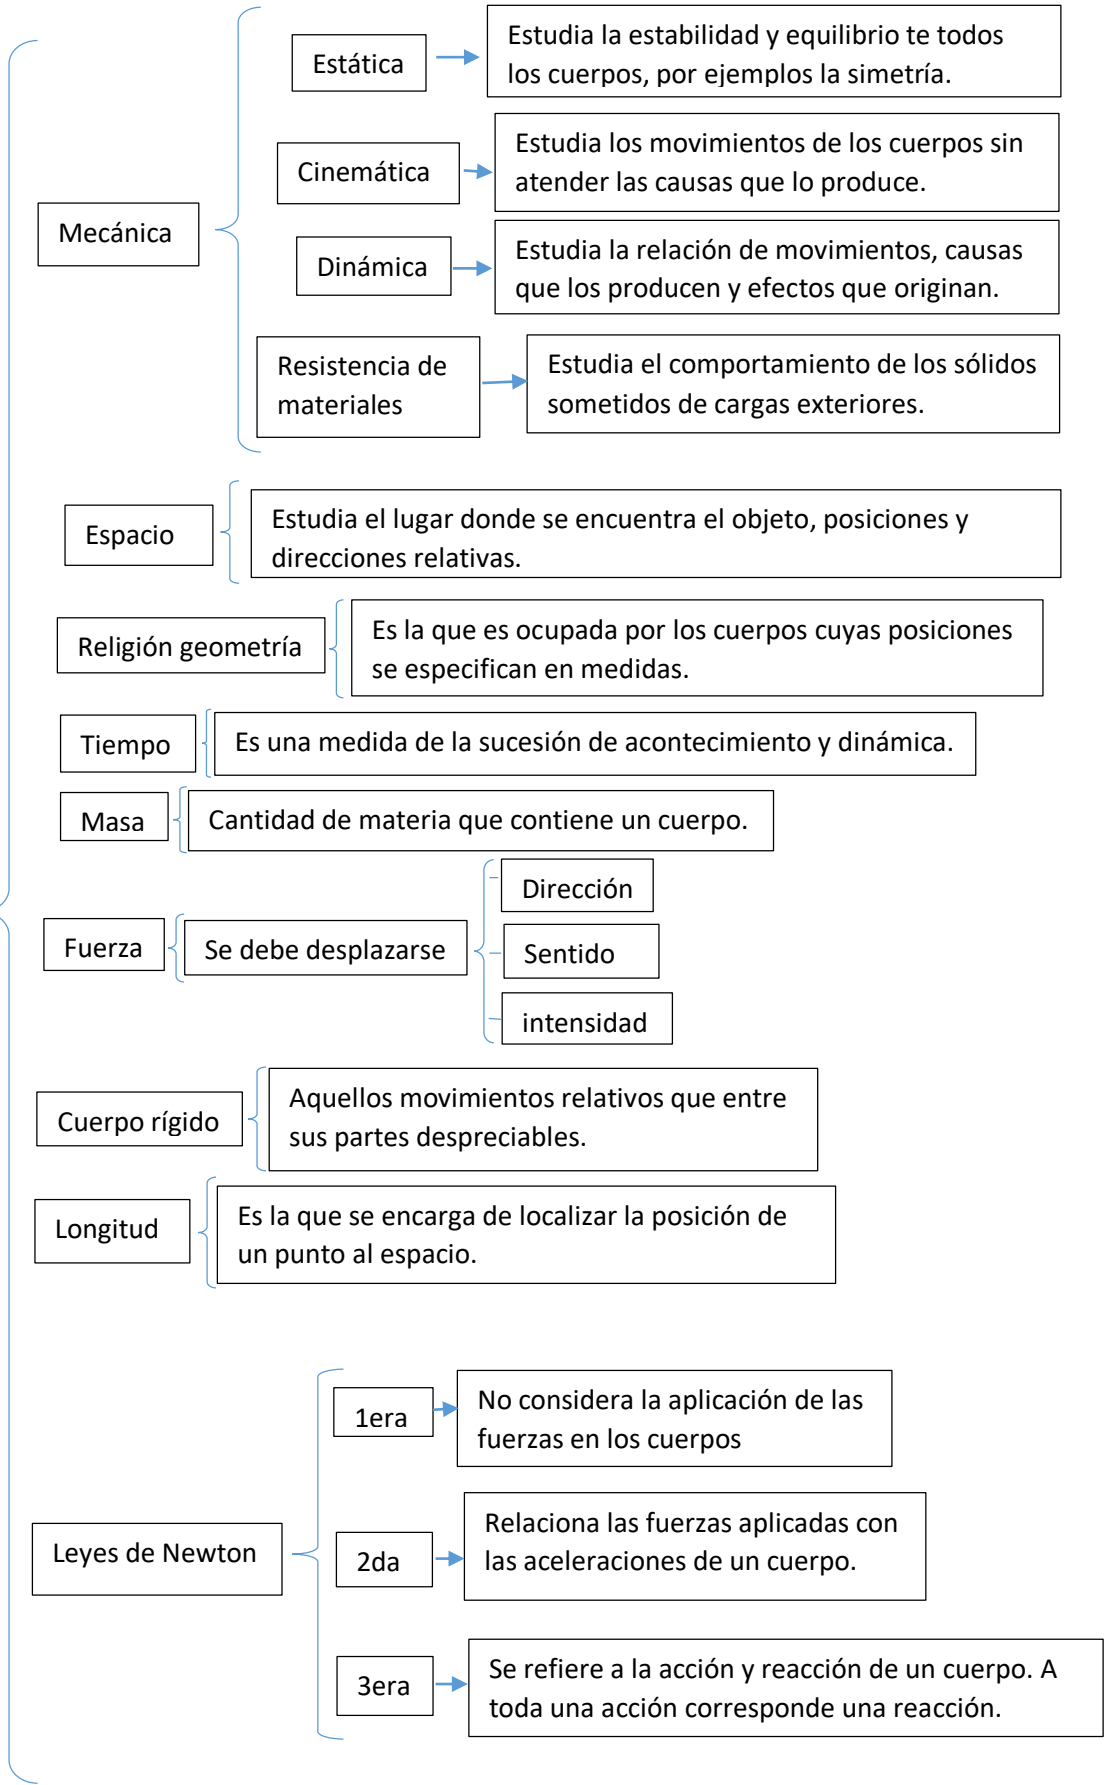 Estática
Estudia la estabilidad y equilibrio te todos
los cuerpos, por ejemplos la simetría.
Cinemática
Estudia los movimientos de los cuerpos sin
atender las causas que lo produce.
Mecánica
Dinámica
Estudia la relación de movimientos, causas
que los producen y efectos que originan.
Resistencia de
materiales
Estudia el comportamiento de los sólidos
sometidos de cargas exteriores.
Espacio
Estudia el lugar donde se encuentra el objeto, posiciones y
direcciones relativas.
Religión geometría
Es la que es ocupada por los cuerpos cuyas posiciones
se especifican en medidas.
Tiempo
Es una medida de la sucesión de acontecimiento y dinámica.
Masa
Cantidad de materia que contiene un cuerpo.
Fuerza
Se debe desplazarse
Dirección
Sentido
intensidad
Cuerpo rígido
Aquellos movimientos relativos que entre
sus partes despreciables.
Longitud
Es la que se encarga de localizar la posición de
un punto al espacio.
Leyes de Newton
1era
No considera la aplicación de las
fuerzas en los cuerpos
2da
Relaciona las fuerzas aplicadas con
las aceleraciones de un cuerpo.
3era
Se refiere a la acción y reacción de un cuerpo. A
toda una acción corresponde una reacción.